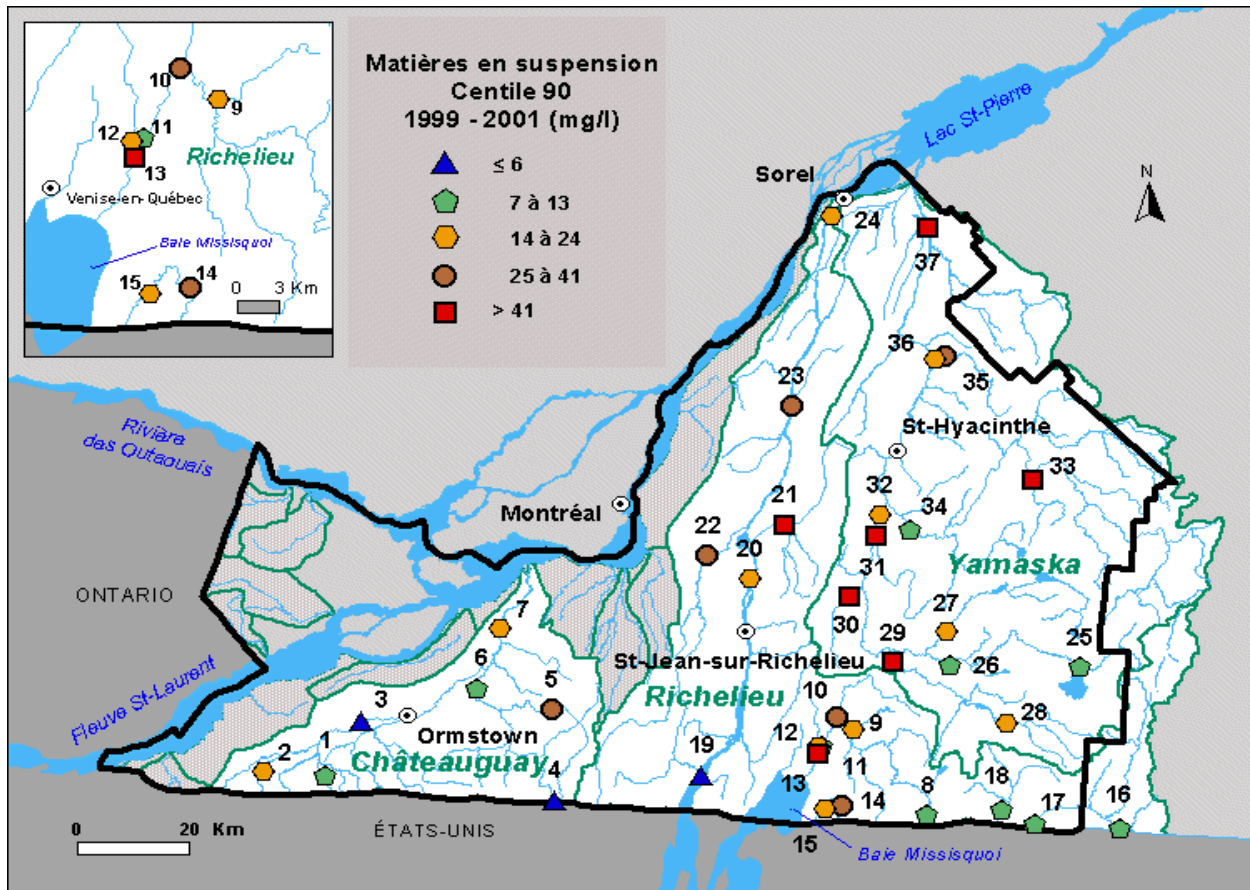 10
9
12
11
Richelieu
13
Venise-en-Québec
Baie Missisquoi
15
14
0 3 Km
Matières en suspension
Centile 90
1999 - 2001 (mg/l)
≤ 6
7 à 13
14 à 24
25 à 41
> 41
Lac St-Pierre
N
Sorel
24
37
36
35
23
St-Hyacinthe
Rivière
des Outaouais
33
Montréal
21
32
34
22
20
31
Yamaska
ONTARIO
30
7
27
29
25
26
St-Jean-sur-Richelieu
6
5
Richelieu
10
3
9
28
Fleuve St-Laurent
Ormstown
12
2
1
Châteauguay
19
11
4
13
8
18
14
17
16
0 20 Km
ÉTATS-UNIS
15
Baie Missisquoi